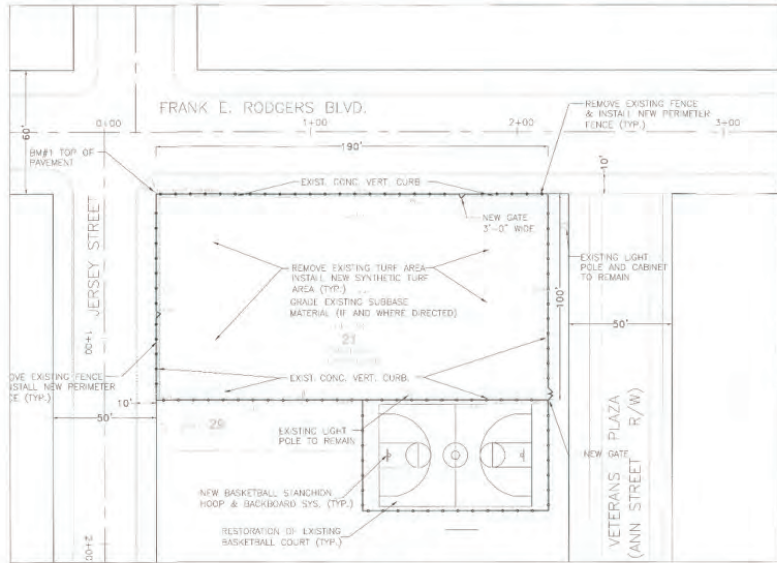 FRANK E. RODGERS BLVD.
0+00
1+00
2+00
3+00
60'
190'
10'
BM#1 TOP OF
PAVEMENT
REMOVE EXISTING FENCE
& INSTALL NEW PERIMETER
FENCE (TYP.)
EXIST. CONC. VERT. CURB
NEW GATE
3'-0" WIDE
JERSEY STREET
1+00
2+00
REMOVE EXISTING TURF AREA
INSTALL NEW SYNTHETIC TURF
AREA (TYP.)
GRADE EXISTING SUBBASE
MATERIAL (IF AND WHERE DIRECTED)
21
EXISTING LIGHT
POLE AND CABINET
TO REMAIN
100'
50'
OVE EXISTING FENCE
NSTALL NEW PERIMETER
CE (TYP.)
EXIST. CONC. VERT. CURB.
50'
10'
29
EXISTING LIGHT
POLE TO REMAIN
NEW GATE
VETERANS PLAZA
(ANN STREET R/W)
NEW BASKETBALL STANCHION
HOOP & BACKBOARD SYS. (TYP.)
RESTORATION OF EXISTING
BASKETBALL COURT (TYP.)